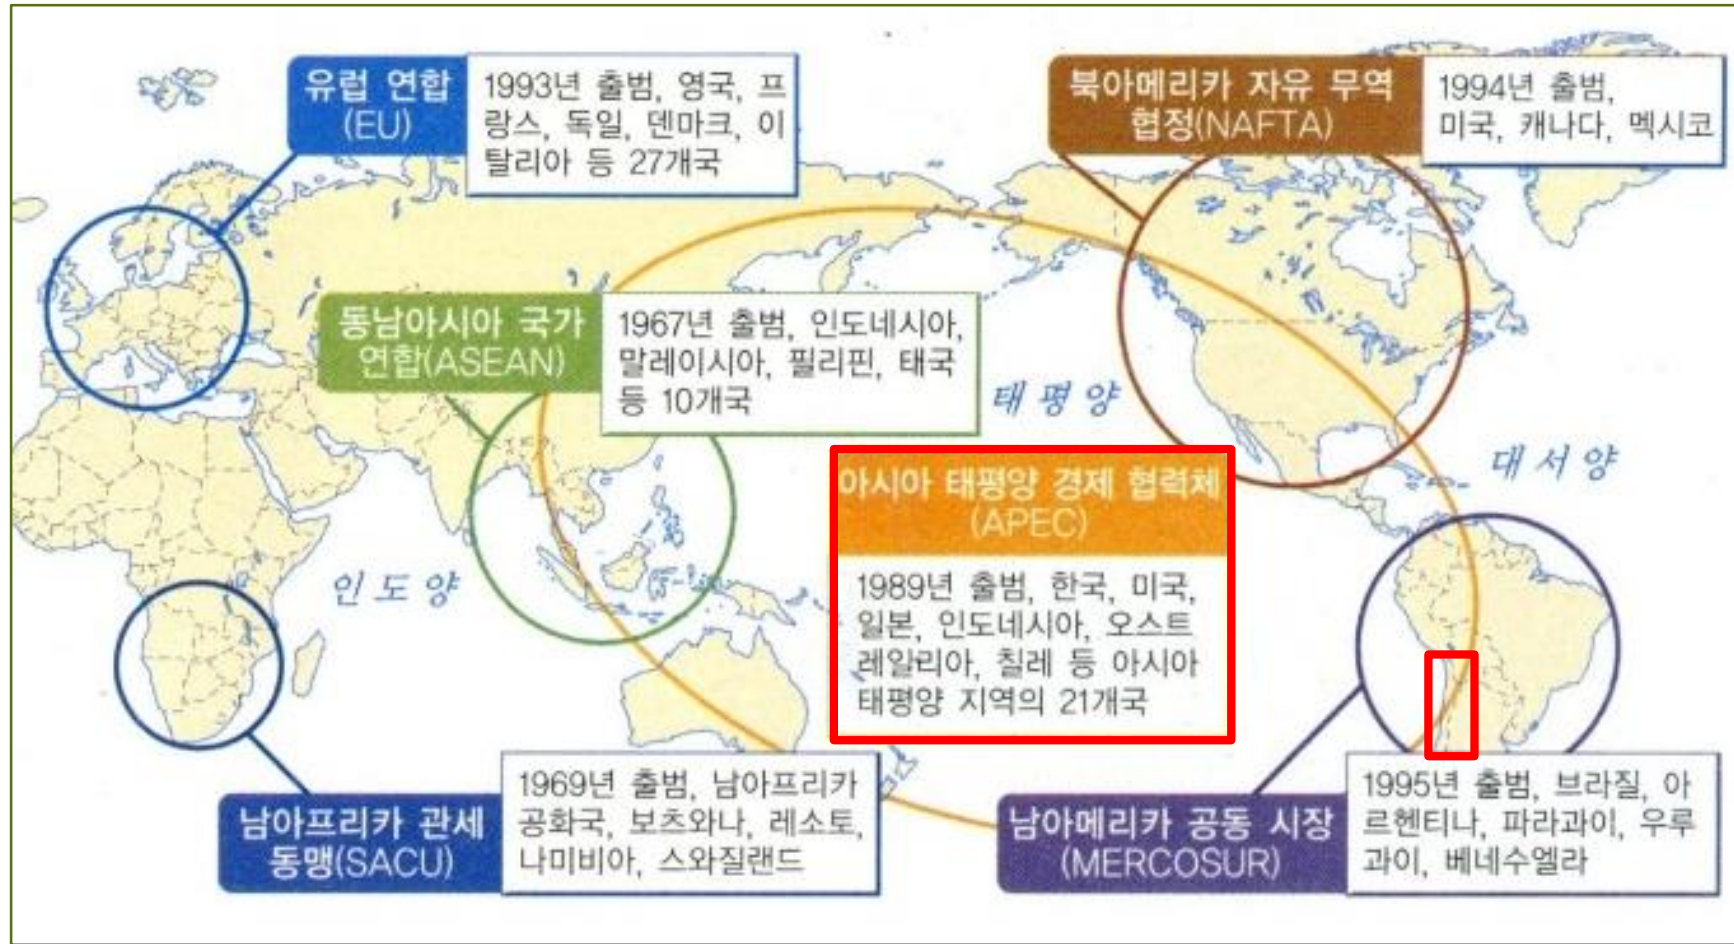 유럽 연합
(EU)
1993년 출범, 영국, 프
랑스, 독일, 덴마크, 이
탈리아 등 27개국
북아메리카 자유 무역
협정(NAFTA)
1994년 출범,
미국, 캐나다, 멕시코
동남아시아 국가
연합(ASEAN)
1967년 출범, 인도네시아,
말레이시아, 필리핀, 태국
등 10개국
태평양
대서양
아시아 태평양 경제 협력체
(APEC)
1989년 출범, 한국, 미국,
일본, 인도네시아, 오스트
레일리아, 칠레 등 아시아
태평양 지역의 21개국
인도양
남아프리카 관세
동맹(SACU)
1969년 출범, 남아프리카
공화국, 보츠와나, 레소토,
나미비아, 스와질랜드
남아메리카 공동 시장
(MERCOSUR)
1995년 출범, 브라질, 아
르헨티나, 파라과이, 우루
과이, 베네수엘라